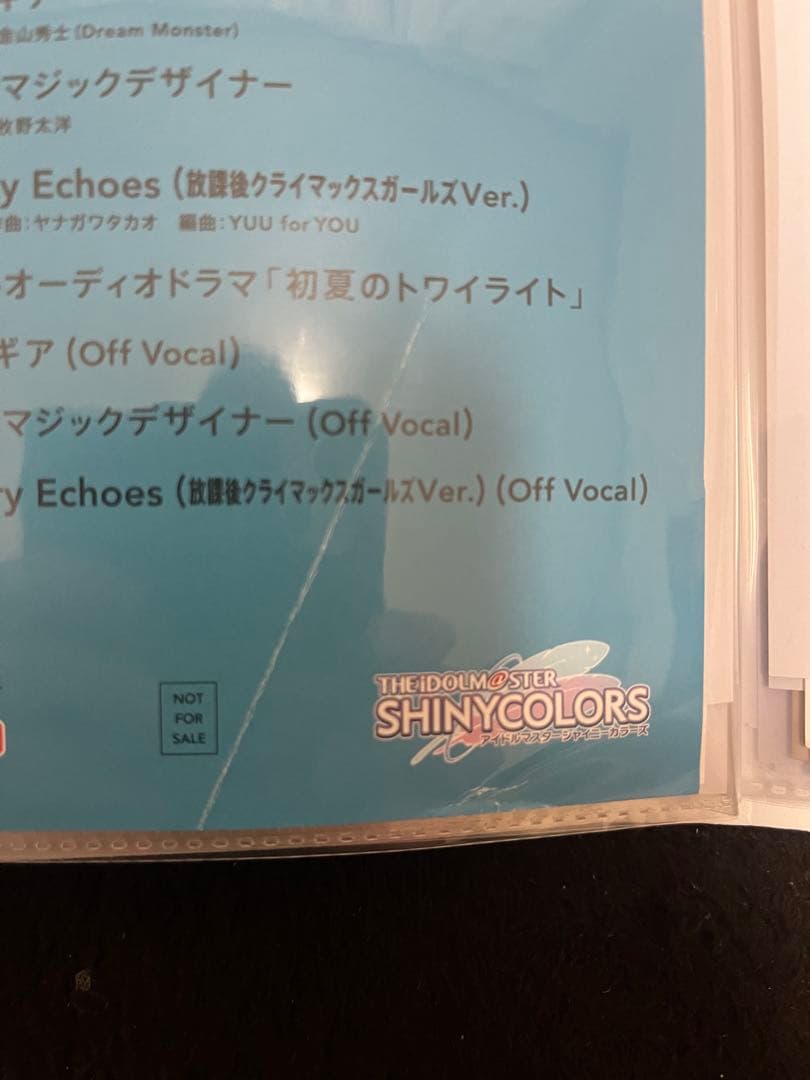 金山秀士(Dream Monster)
マジックデザイナー
牧野太洋
y Echoes (放課後クライマックスガールズVer.)
曲:ヤナガワタカオ 編曲:YUU for YOU
オーディオドラマ「初夏のトワイライト」
ギア (Off Vocal)
マジックデザイナー (Off Vocal)
ry Echoes (放課後クライマックスガールズVer.) (Off Vocal)
NOT
FOR
SALE
THE iDOLM@STER
SHINYCOLORS
アイドルマスターシャイニーカラーズ